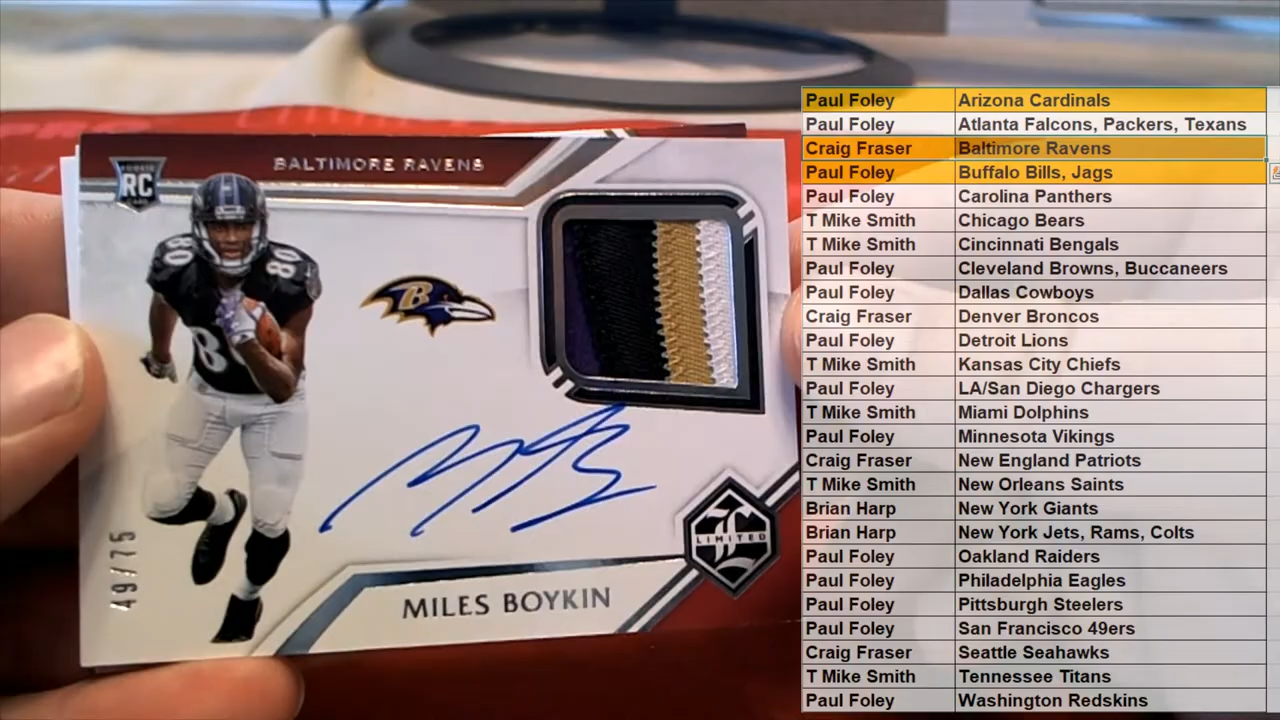 BALTIMORE RAVENS
RC
80
80
8
B
49/75
LIMITED
MILES BOYKIN
Paul Foley Arizona Cardinals
Paul Foley Atlanta Falcons, Packers, Texans
Craig Fraser Baltimore Ravens
Paul Foley Buffalo Bills, Jags
Paul Foley Carolina Panthers
T Mike Smith Chicago Bears
T Mike Smith Cincinnati Bengals
Paul Foley Cleveland Browns, Buccaneers
Paul Foley Dallas Cowboys
Craig Fraser Denver Broncos
Paul Foley Detroit Lions
T Mike Smith Kansas City Chiefs
Paul Foley LA/San Diego Chargers
T Mike Smith Miami Dolphins
Paul Foley Minnesota Vikings
Craig Fraser New England Patriots
T Mike Smith New Orleans Saints
Brian Harp New York Giants
Brian Harp New York Jets, Rams, Colts
Paul Foley Oakland Raiders
Paul Foley Philadelphia Eagles
Paul Foley Pittsburgh Steelers
Paul Foley San Francisco 49ers
Craig Fraser Seattle Seahawks
T Mike Smith Tennessee Titans
Paul Foley Washington Redskins